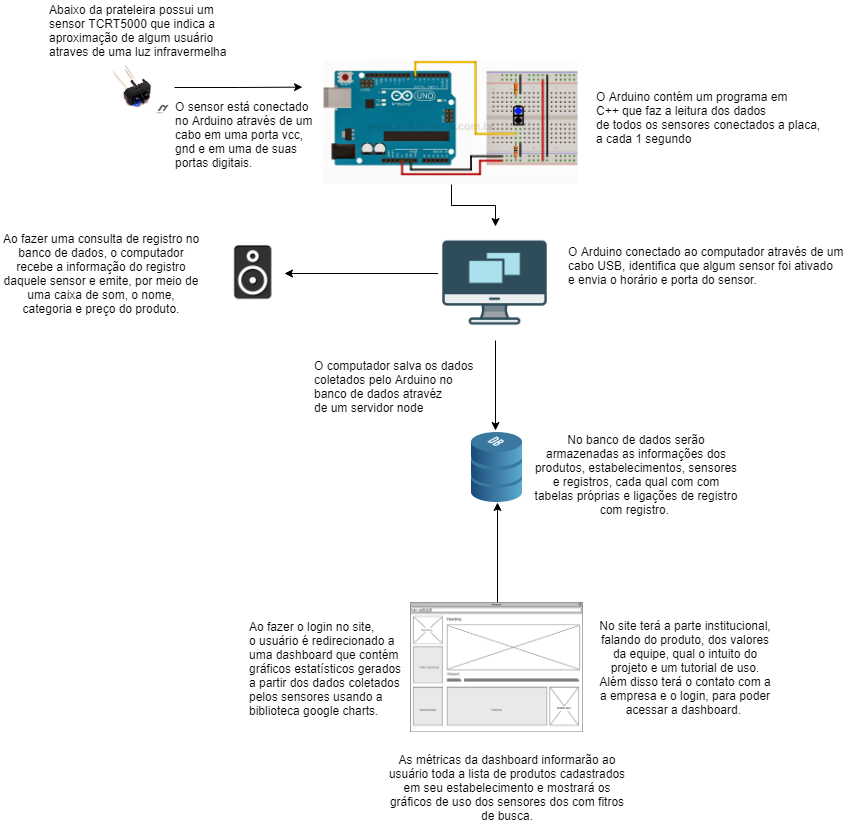 Abaixo da prateleira possui um
sensor TCRT5000 que indica a
aproximação de algum usuário
atraves de uma luz infravermelha
O sensor está conectado
no Arduino através de um
cabo em uma porta vcc,
gnd e em uma de suas
portas digitais.
UNO
O Arduino contém um programa em
C++ que faz a leitura dos dados
de todos os sensores conectados a placa,
a cada 1 segundo
Ao fazer uma consulta de registro no
banco de dados, o computador
recebe a informação do registro
daquele sensor e emite, por meio de
uma caixa de som, o nome,
categoria e preço do produto.
O Arduino conectado ao computador através de um
cabo USB, identifica que algum sensor foi ativado
e envia o horário e porta do sensor.
O computador salva os dados
coletados pelo Arduino no
banco de dados atravéz
de um servidor node
DB
No banco de dados serão
armazenadas as informações dos
produtos, estabelecimentos, sensores
e registros, cada qual com com
tabelas próprias e ligações de registro
com registro.
Ao fazer o login no site,
o usuário é redirecionado a
uma dashboard que contém
gráficos estatísticos gerados
a partir dos dados coletados
pelos sensores usando a
biblioteca google charts.
Heading
No site terá a parte institucional,
falando do produto, dos valores
da equipe, qual o intuito do
projeto e um tutorial de uso.
Além disso terá o contato com a
a empresa e o login, para poder
acessar a dashboard.
As métricas da dashboard informarão ao
usuário toda a lista de produtos cadastrados
em seu estabelecimento e mostrará os
gráficos de uso dos sensores dos com fitros
de busca.